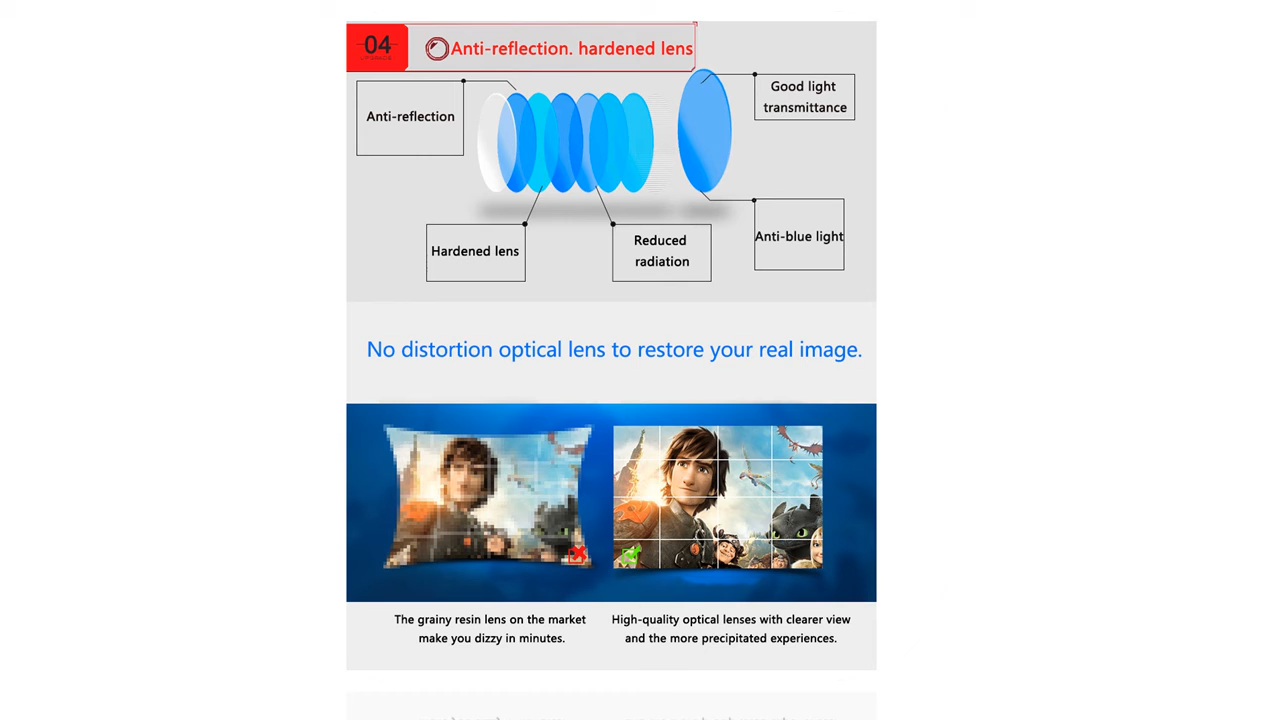 04
UPGRADE
Anti-reflection. hardened lens
Good light
transmittance
Anti-reflection
Hardened lens
Reduced
radiation
Anti-blue light
No distortion optical lens to restore your real image.
The grainy resin lens on the market
make you dizzy in minutes.
High-quality optical lenses with clearer view
and the more precipitated experiences.